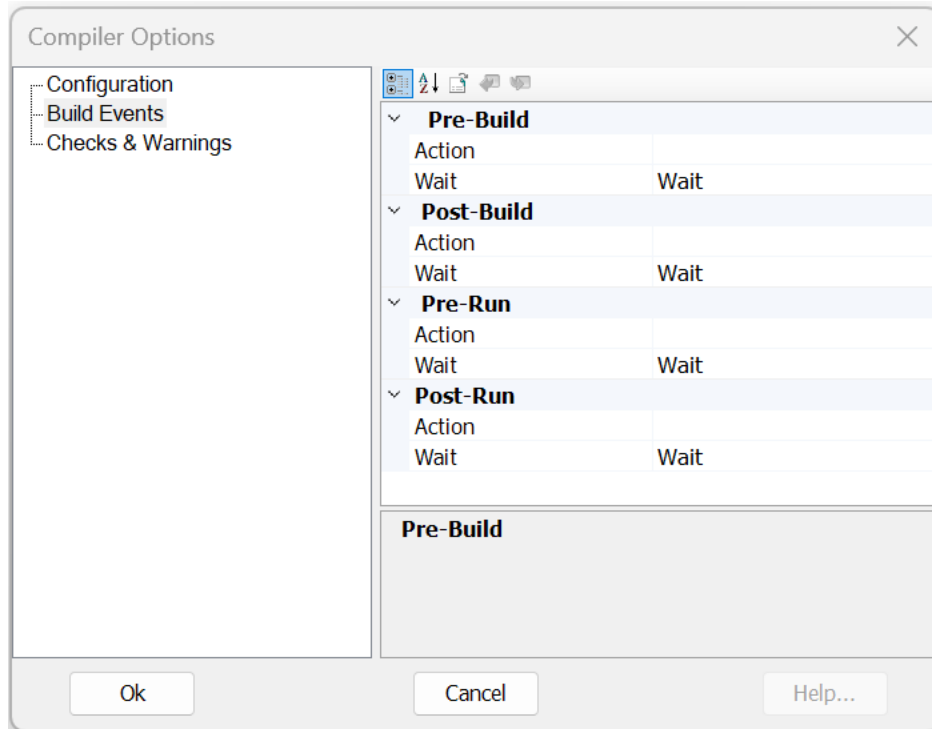 Compiler Options
Configuration
Build Events
Checks & Warnings
Pre-Build
Action
Wait Wait
Post-Build
Action
Wait Wait
Pre-Run
Action
Wait Wait
Post-Run
Action
Wait Wait
Pre-Build
Ok Cancel Help...